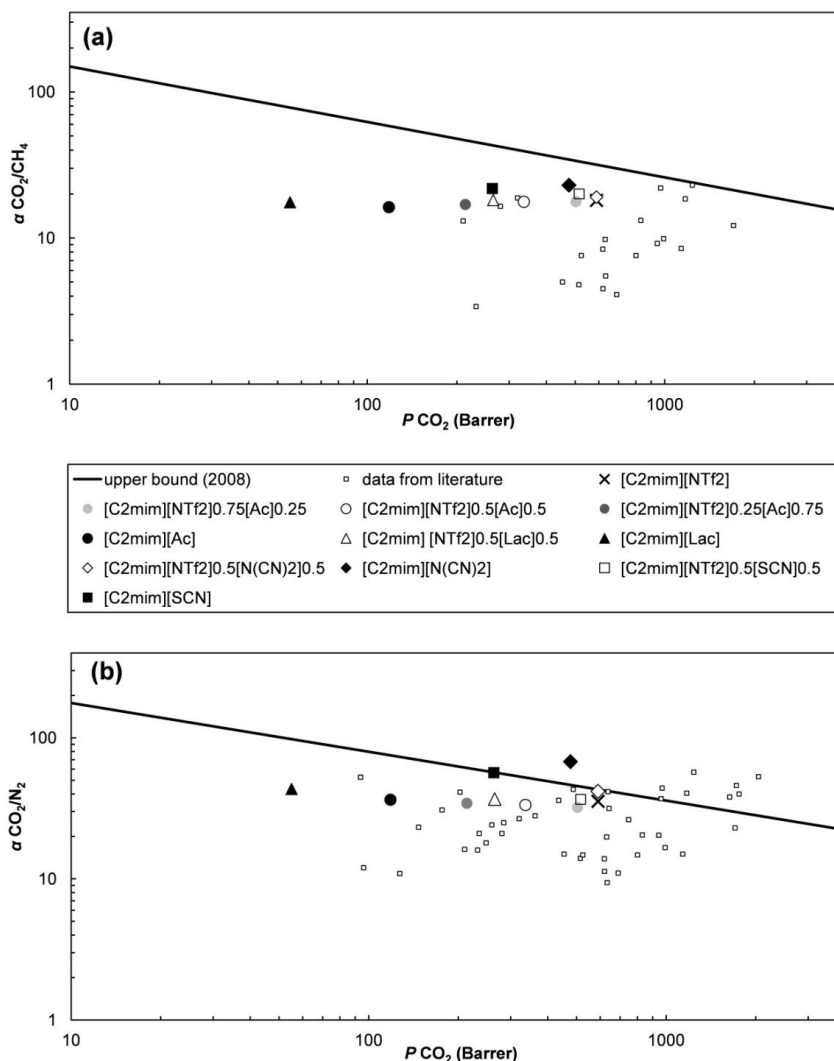 (a)
100
10
1
α CO₂/CH₄
10 100 1000
P CO₂ (Barrer)
upper bound (2008) data from literature [C2mim][NTf2]
[C2mim][NTf2]0.75[Ac]0.25 [C2mim][NTf2]0.5[Ac]0.5 [C2mim][NTf2]0.25[Ac]0.75
[C2mim][Ac] [C2mim] [NTf2]0.5[Lac]0.5 [C2mim][Lac]
[C2mim][NTf2]0.5[N(CN)2]0.5 [C2mim][N(CN)2] [C2mim][NTf2]0.5[SCN]0.5
[C2mim][SCN]
(b)
100
10
1
α CO₂/N₂
10 100 1000
P CO₂ (Barrer)